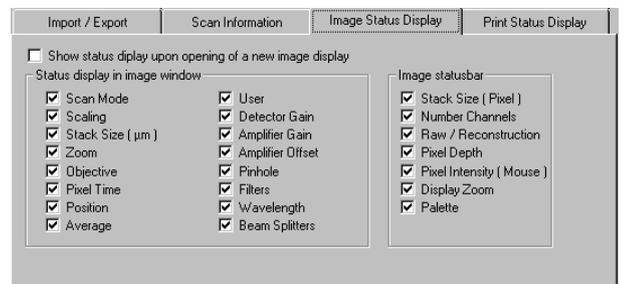 Import / Export Scan Information Image Status Display Print Status Display
Show status diplay upon opening of a new image display
Status display in image window
Scan Mode
Scaling
Stack Size ( µm )
Zoom
Objective
Pixel Time
Position
Average
User
Detector Gain
Amplifier Gain
Amplifier Offset
Pinhole
Filters
Wavelength
Beam Splitters
Image statusbar
Stack Size ( Pixel )
Number Channels
Raw / Reconstruction
Pixel Depth
Pixel Intensity ( Mouse )
Display Zoom
Palette